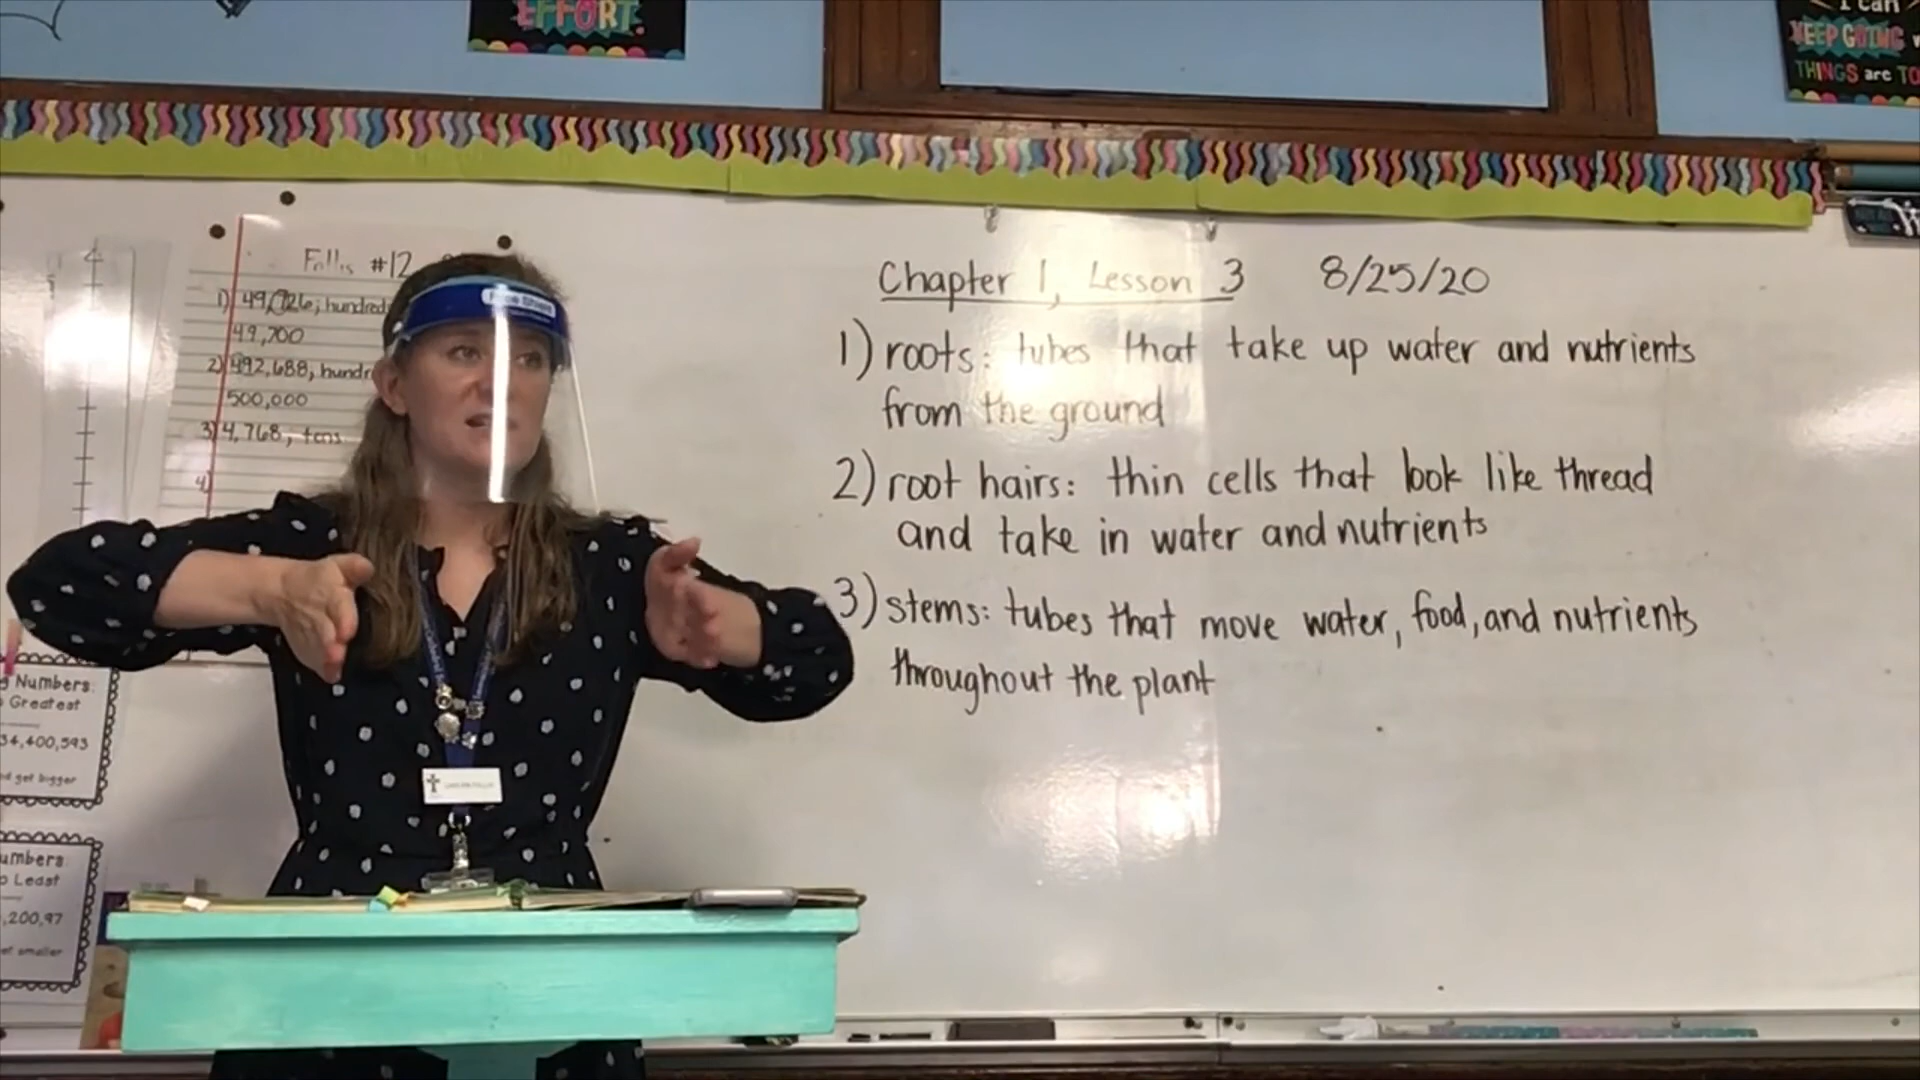 EFFORT.
I can
KEEP GOING
THINGS are TO
#12
1) 49,726; hundred
49,700
2) 492,688; hundr
500,000
3) 4,768; tens
4)
Numbers:
Greatest
34,400,593
get bigger
umbers:
Least
,200,97
smaller
Chapter 1, Lesson 3 8/25/20
1) roots: tubes that take up water and nutrients
from the ground
2) root hairs: thin cells that look like thread
and take in water and nutrients
3) stems: tubes that move water, food, and nutrients
throughout the plant